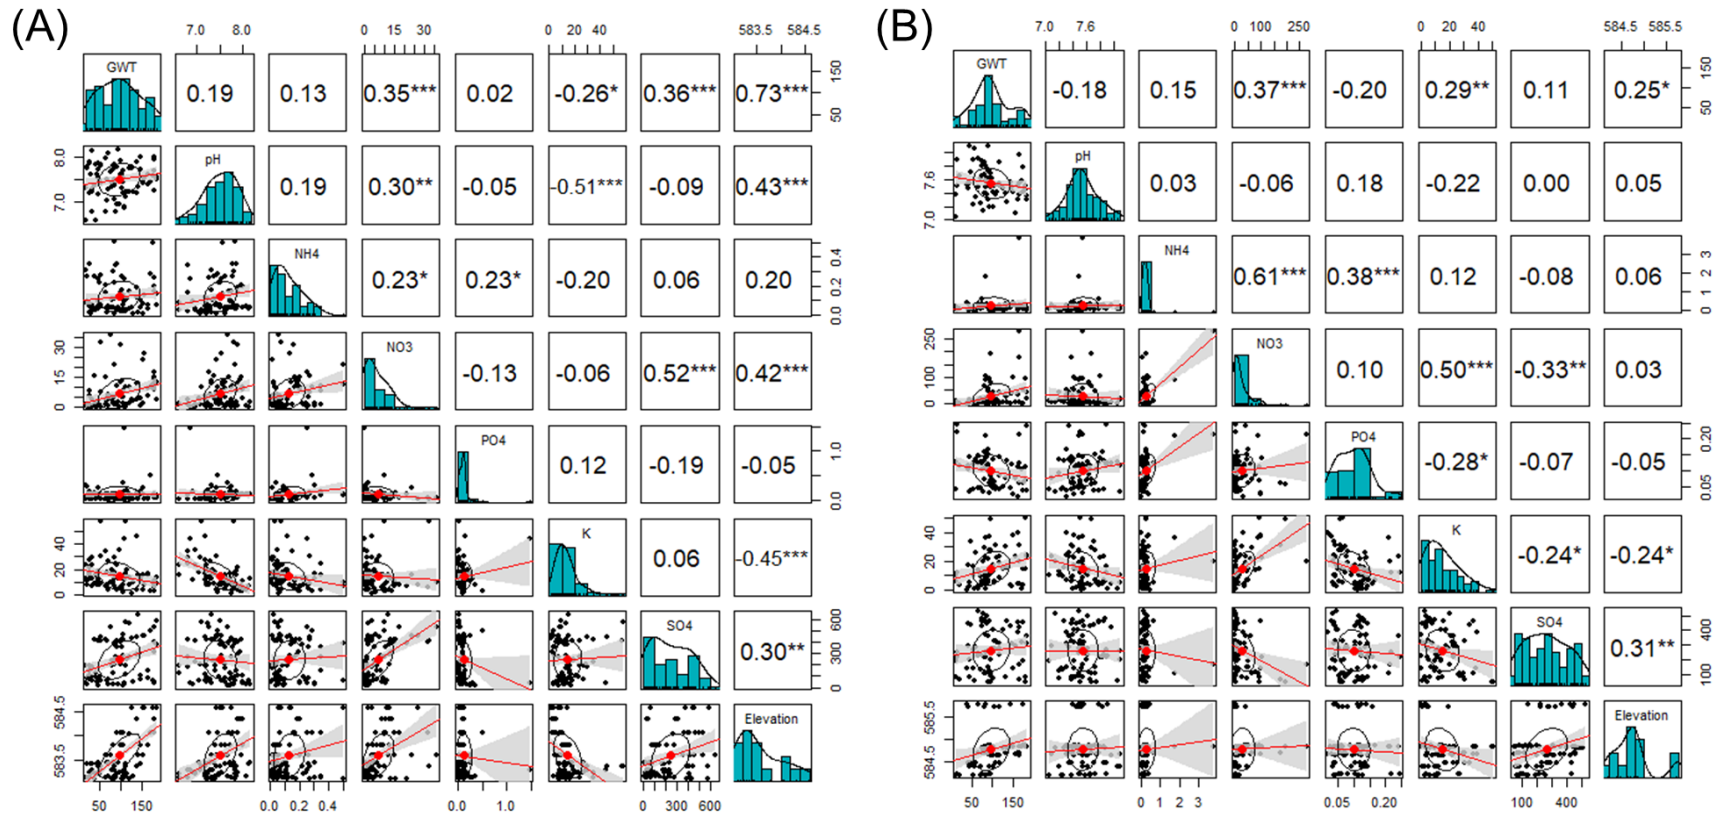 (A) (B)
7.0 8.0 0 15 30 0 20 40 583.5 584.5 7.0 7.6 0 100 250 0 20 40 584.5 585.5
GWT 0.19 0.13 0.35*** 0.02 -0.26* 0.36*** 0.73*** 50 150 GWT -0.18 0.15 0.37*** -0.20 0.29** 0.11 0.25* 50 150
7.0 8.0 pH 0.19 0.30** -0.05 -0.51*** -0.09 0.43*** 7.0 7.6 pH 0.03 -0.06 0.18 -0.22 0.00 0.05
NH4 0.23* 0.23* -0.20 0.06 0.20 0.0 0.2 0.4 NH4 0.61*** 0.38*** 0.12 -0.08 0.06 0 1 2 3
0 15 30 NO3 -0.13 -0.06 0.52*** 0.42*** 0 100 250 NO3 0.10 0.50*** -0.33** 0.03
PO4 0.12 -0.19 -0.05 0.0 1.0 PO4 -0.28* -0.07 -0.05 0.05 0.20
0 20 40 K 0.06 -0.45*** 0 20 40 K -0.24* -0.24*
SO4 0.30** 0 300 600 SO4 0.31** 100 400
583.5 584.5 Elevation 584.5 585.5 Elevation
50 150 0.0 0.2 0.4 0.0 1.0 0 300 600 50 150 0 1 2 3 0.05 0.20 100 400